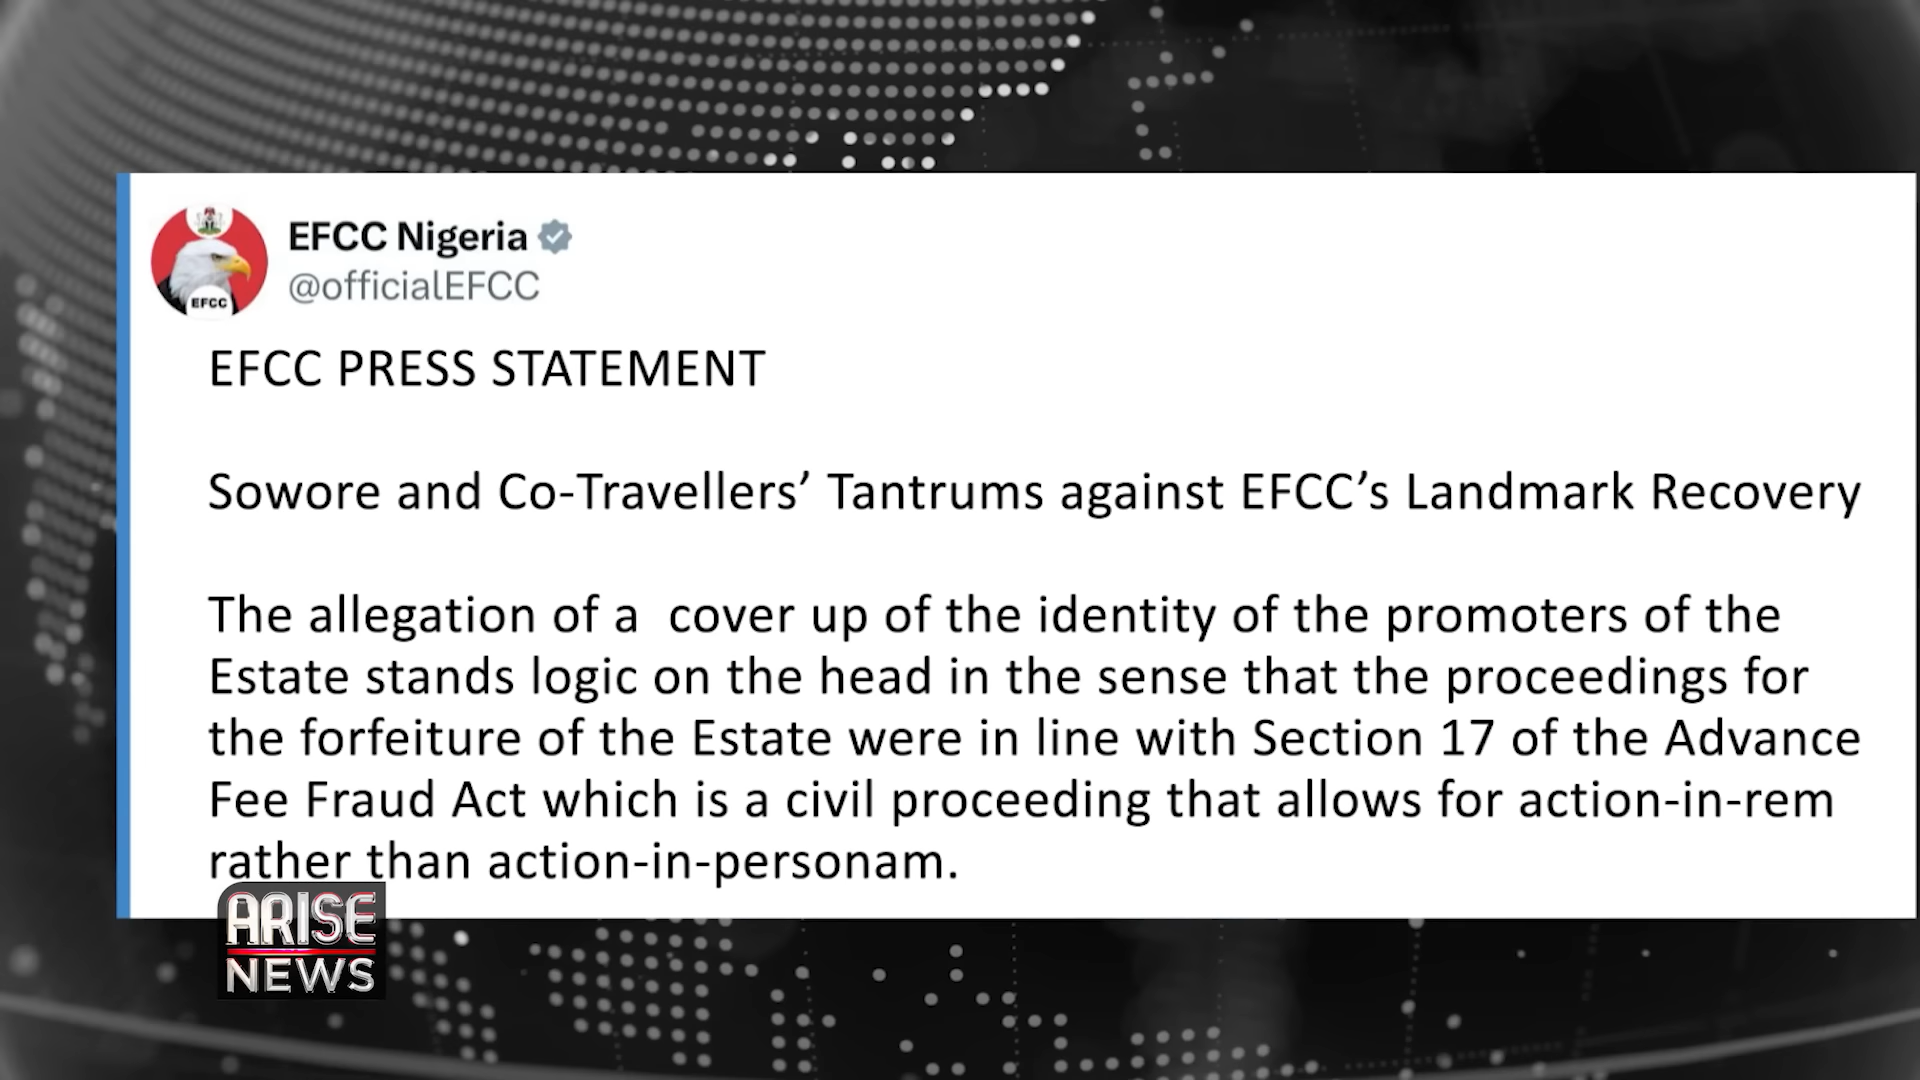 EFCC Nigeria
@officialEFCC
EFCC
EFCC PRESS STATEMENT
Sowore and Co-Travellers’ Tantrums against EFCC’s Landmark Recovery
The allegation of a  cover up of the identity of the promoters of the
Estate stands logic on the head in the sense that the proceedings for
the forfeiture of the Estate were in line with Section 17 of the Advance
Fee Fraud Act which is a civil proceeding that allows for action-in-rem
rather than action-in-personam.
ARISE
NEWS